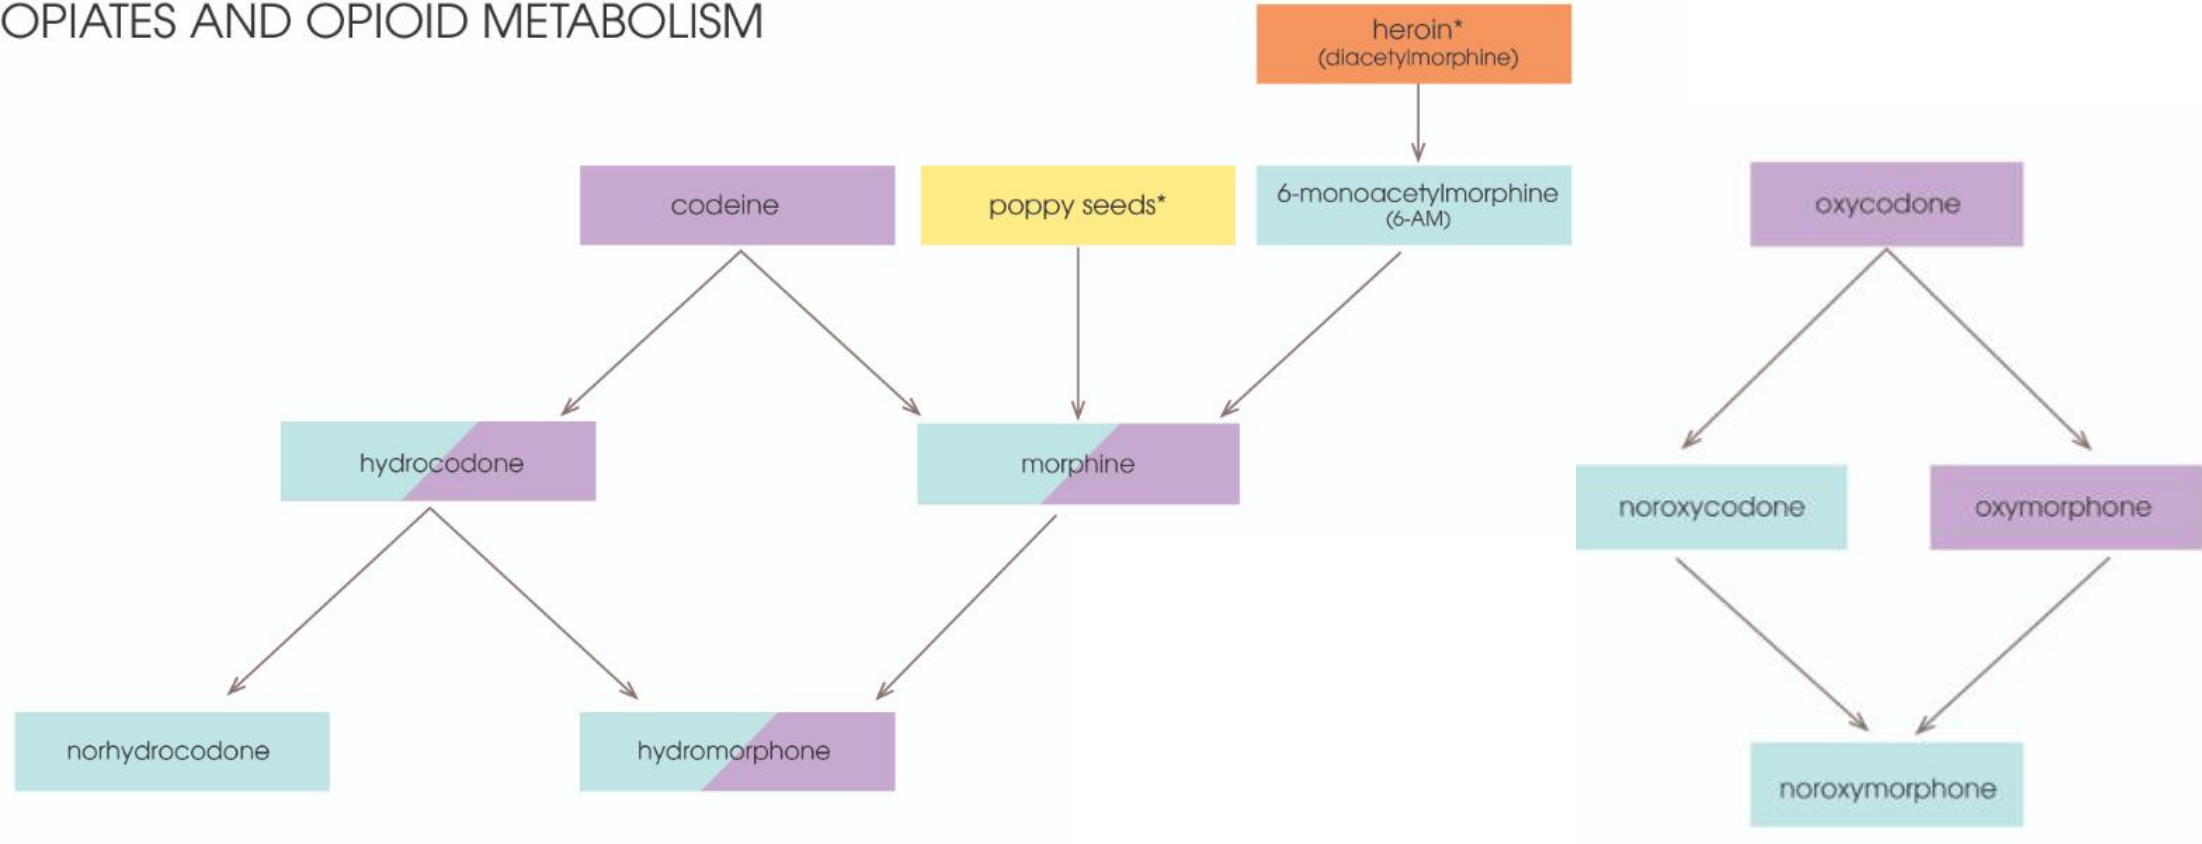 OPIATES AND OPIOID METABOLISM
heroin*
(diacetylmorphine)
codeine
poppy seeds*
6-monoacetylmorphine
(6-AM)
oxycodone
hydrocodone
morphine
noroxycodone
oxymorphone
norhydrocodone
hydromorphone
noroxymorphone